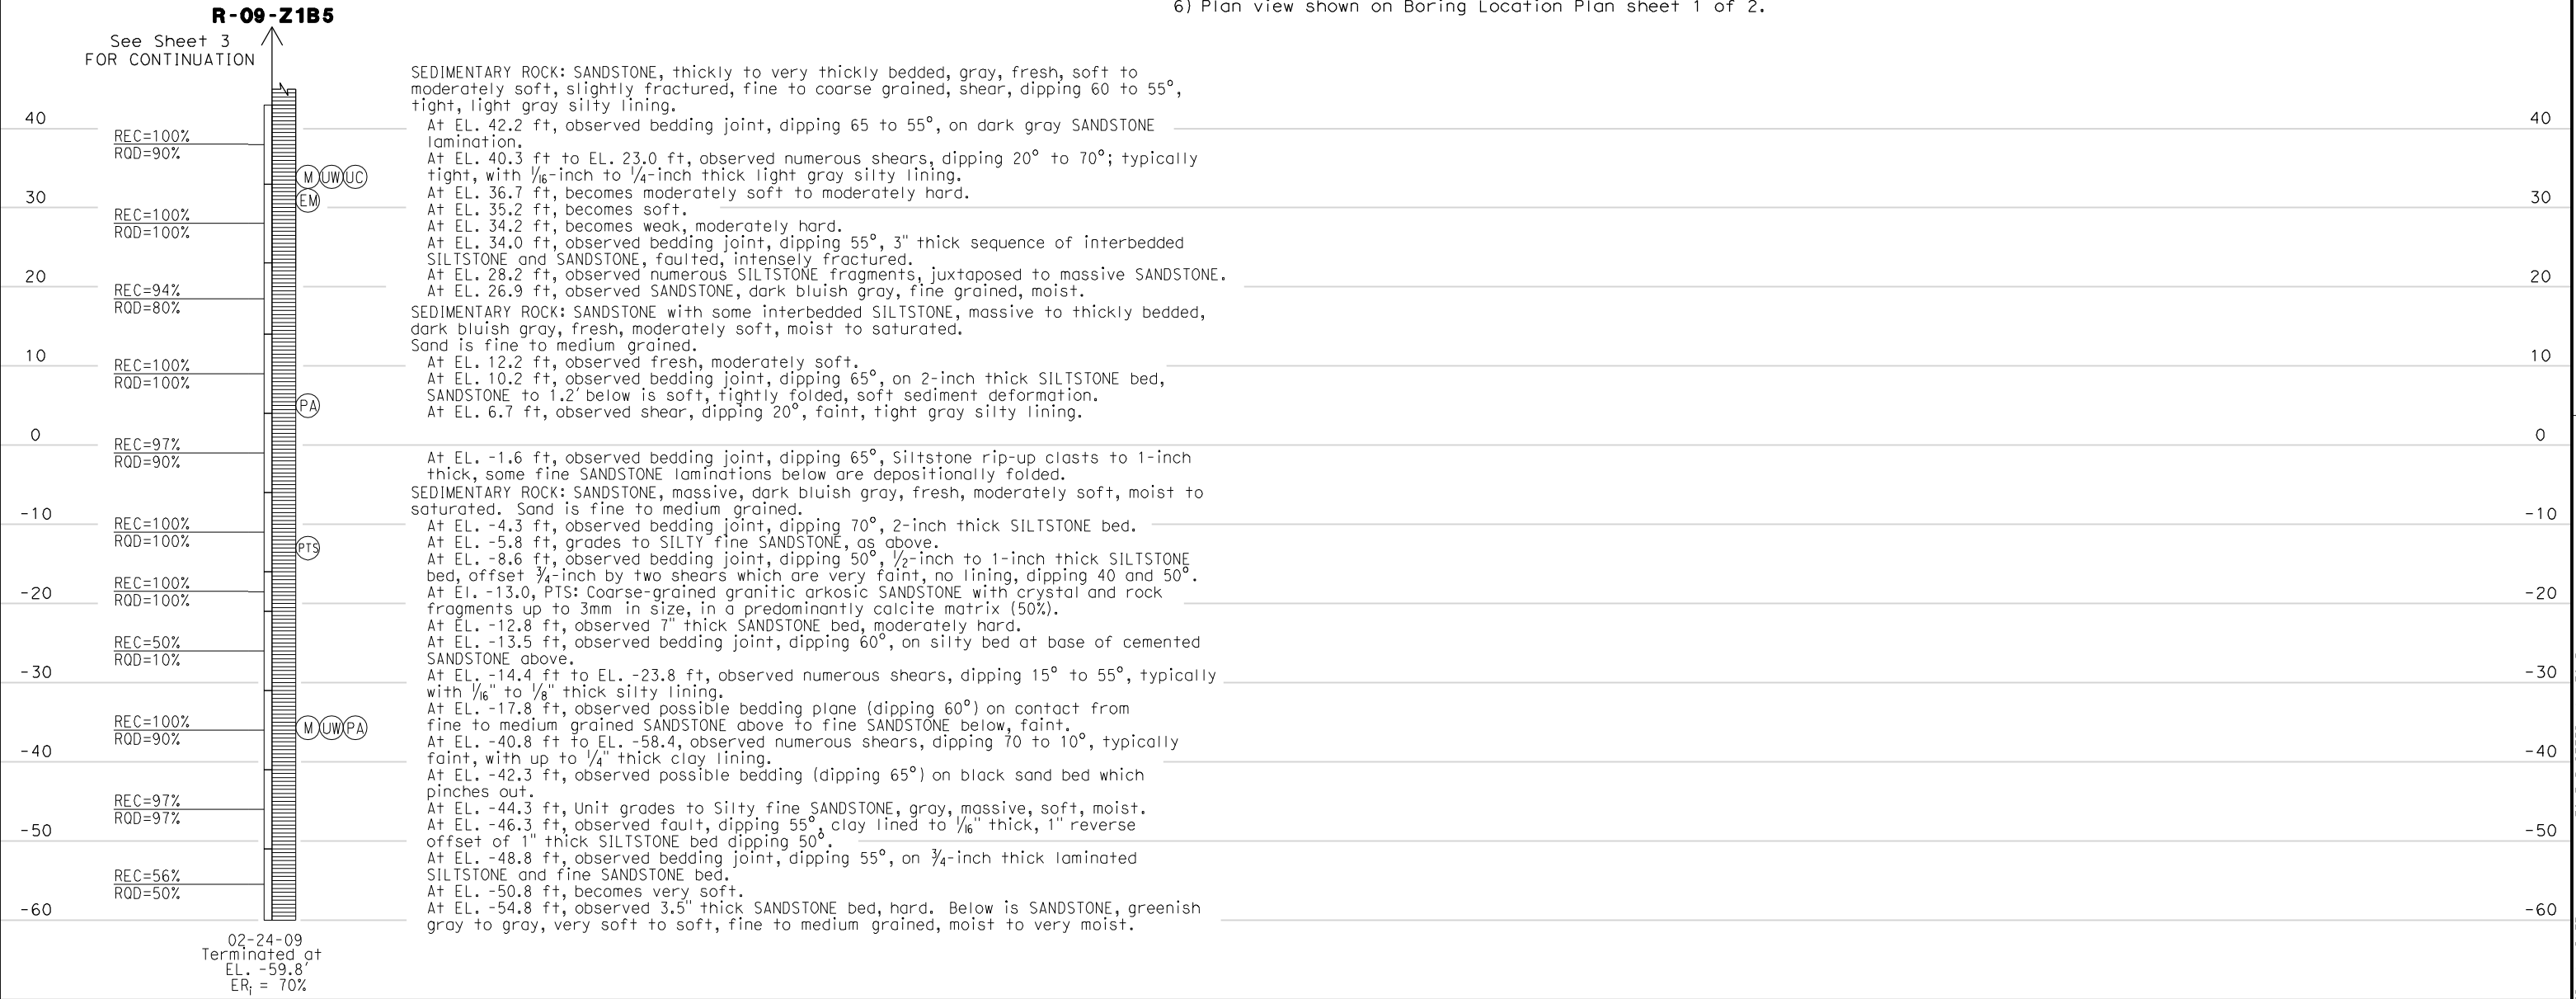 R-09-Z1B5
6) Plan view shown on Boring Location Plan sheet 1 of 2.
See Sheet 3
FOR CONTINUATION
SEDIMENTARY ROCK: SANDSTONE, thickly to very thickly bedded, gray, fresh, soft to
moderately soft, slightly fractured, fine to coarse grained, shear, dipping 60 to 55°,
tight, light gray silty lining.
At EL. 42.2 ft, observed bedding joint, dipping 65 to 55°, on dark gray SANDSTONE
lamination.
At EL. 40.3 ft to EL. 23.0 ft, observed numerous shears, dipping 20° to 70°; typically
tight, with 1/16-inch to 1/4-inch thick light gray silty lining.
At EL. 36.7 ft, becomes moderately soft to moderately hard.
At EL. 35.2 ft, becomes soft.
At EL. 34.2 ft, becomes weak, moderately hard.
At EL. 34.0 ft, observed bedding joint, dipping 55°, 3" thick sequence of interbedded
SILTSTONE and SANDSTONE, faulted, intensely fractured.
At EL. 28.2 ft, observed numerous SILTSTONE fragments, juxtaposed to massive SANDSTONE.
At EL. 26.9 ft, observed SANDSTONE, dark bluish gray, fine grained, moist.
SEDIMENTARY ROCK: SANDSTONE with some interbedded SILTSTONE, massive to thickly bedded,
dark bluish gray, fresh, moderately soft, moist to saturated.
Sand is fine to medium grained.
At EL. 12.2 ft, observed fresh, moderately soft.
At EL. 10.2 ft, observed bedding joint, dipping 65°, on 2-inch thick SILTSTONE bed,
SANDSTONE to 1.2' below is soft, tightly folded, soft sediment deformation.
At EL. 6.7 ft, observed shear, dipping 20°, faint, tight gray silty lining.
At EL. -1.6 ft, observed bedding joint, dipping 65°, Siltstone rip-up clasts to 1-inch
thick, some fine SANDSTONE laminations below are depositionally folded.
SEDIMENTARY ROCK: SANDSTONE, massive, dark bluish gray, fresh, moderately soft, moist to
saturated. Sand is fine to medium grained.
At EL. -4.3 ft, observed bedding joint, dipping 70°, 2-inch thick SILTSTONE bed.
At EL. -5.8 ft, grades to SILTY fine SANDSTONE, as above.
At EL. -8.6 ft, observed bedding joint, dipping 50°, 1/2-inch to 1-inch thick SILTSTONE
bed, offset 3/4-inch by two shears which are very faint, no lining, dipping 40 and 50°.
At El. -13.0, PTS: Coarse-grained granitic arkosic SANDSTONE with crystal and rock
fragments up to 3mm in size, in a predominantly calcite matrix (50%).
At EL. -12.8 ft, observed 7" thick SANDSTONE bed, moderately hard.
At EL. -13.5 ft, observed bedding joint, dipping 60°, on silty bed at base of cemented
SANDSTONE above.
At EL. -14.4 ft to EL. -23.8 ft, observed numerous shears, dipping 15° to 55°, typically
with 1/16" to 1/8" thick silty lining.
At EL. -17.8 ft, observed possible bedding plane (dipping 60°) on contact from
fine to medium grained SANDSTONE above to fine SANDSTONE below, faint.
At EL. -40.8 ft to EL. -58.4, observed numerous shears, dipping 70 to 10°, typically
faint, with up to 1/4" thick clay lining.
At EL. -42.3 ft, observed possible bedding (dipping 65°) on black sand bed which
pinches out.
At EL. -44.3 ft, Unit grades to Silty fine SANDSTONE, gray, massive, soft, moist.
At EL. -46.3 ft, observed fault, dipping 55°, clay lined to 1/16" thick, 1" reverse
offset of 1" thick SILTSTONE bed dipping 50°.
At EL. -48.8 ft, observed bedding joint, dipping 55°, on 3/4-inch thick laminated
SILTSTONE and fine SANDSTONE bed.
At EL. -50.8 ft, becomes very soft.
At EL. -54.8 ft, observed 3.5" thick SANDSTONE bed, hard. Below is SANDSTONE, greenish
gray to gray, very soft to soft, fine to medium grained, moist to very moist.
40
30
20
10
0
-10
-20
-30
-40
-50
-60
REC=100%
RQD=90%
REC=100%
RQD=100%
REC=94%
RQD=80%
REC=100%
RQD=100%
REC=97%
RQD=90%
REC=100%
RQD=100%
REC=100%
RQD=100%
REC=50%
RQD=10%
REC=100%
RQD=90%
REC=97%
RQD=97%
REC=56%
RQD=50%
M UW UC
EM
PA
PTS
M UW PA
40
30
20
10
0
-10
-20
-30
-40
-50
-60
02-24-09
Terminated at
EL. -59.8'
ERi = 70%